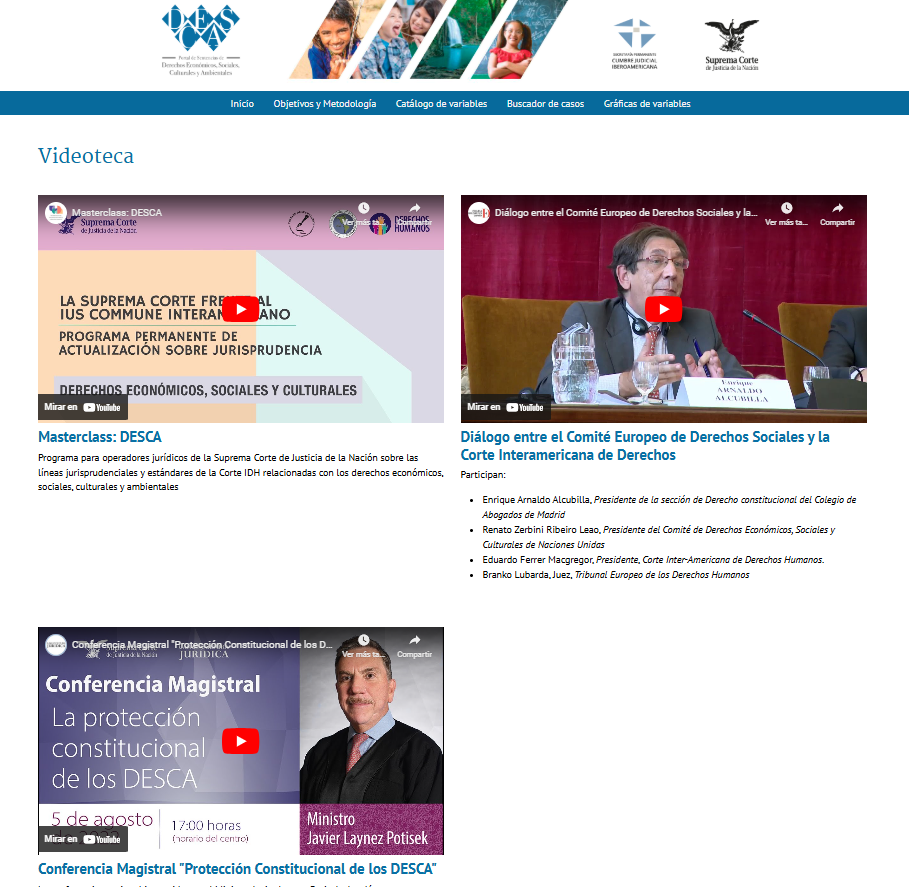 DESCA
Portal de Sentencias de
Derechos Económicos, Sociales,
Culturales y Ambientales
SECRETARÍA PERMANENTE
CUMBRE JUDICIAL
IBEROAMERICANA
Suprema Corte
de Justicia de la Nación
Inicio Objetivos y Metodología Catálogo de variables Buscador de casos Gráficas de variables
Videoteca
Masterclass: DESCA
Ver más ta...
Suprema Corte
de Justicia de la Nación
DERECHOS
HUMANOS
LA SUPREMA CORTE
IUS COMMUNE
PROGRAMA PERMANENTE DE
ACTUALIZACIÓN SOBRE JURISPRUDENCIA
DERECHOS ECONÓMICOS, SOCIALES Y CULTURALES
Mirar en YouTube
Masterclass: DESCA
Programa para operadores jurídicos de la Suprema Corte de Justicia de la Nación sobre las
líneas jurisprudenciales y estándares de la Corte IDH relacionadas con los derechos económicos,
sociales, culturales y ambientales
Diálogo entre el Comité Europeo de Derechos Sociales y la...
Ver más ta... Compartir
Enrique
ARNALDO
ALCUBILLA
Mirar en YouTube
Diálogo entre el Comité Europeo de Derechos Sociales y la
Corte Interamericana de Derechos
Participan:
• Enrique Arnaldo Alcubilla, Presidente de la sección de Derecho constitucional del Colegio de
Abogados de Madrid
• Renato Zerbini Ribeiro Leao, Presidente del Comité de Derechos Económicos, Sociales y
Culturales de Naciones Unidas
• Eduardo Ferrer Macgregor, Presidente, Corte Inter-Americana de Derechos Humanos.
• Branko Lubarda, Juez, Tribunal Europeo de los Derechos Humanos
Conferencia Magistral "Protección Constitucional de los D...
Ver más ta... Compartir
de Justicia de la Nación
JURÍDICA
Conferencia Magistral
La protección
constitucional
de los DESCA
5 de agosto
17:00 horas
(horario del centro)
Ministro
Javier Laynez Potisek
Mirar en YouTube
Conferencia Magistral "Protección Constitucional de los DESCA"